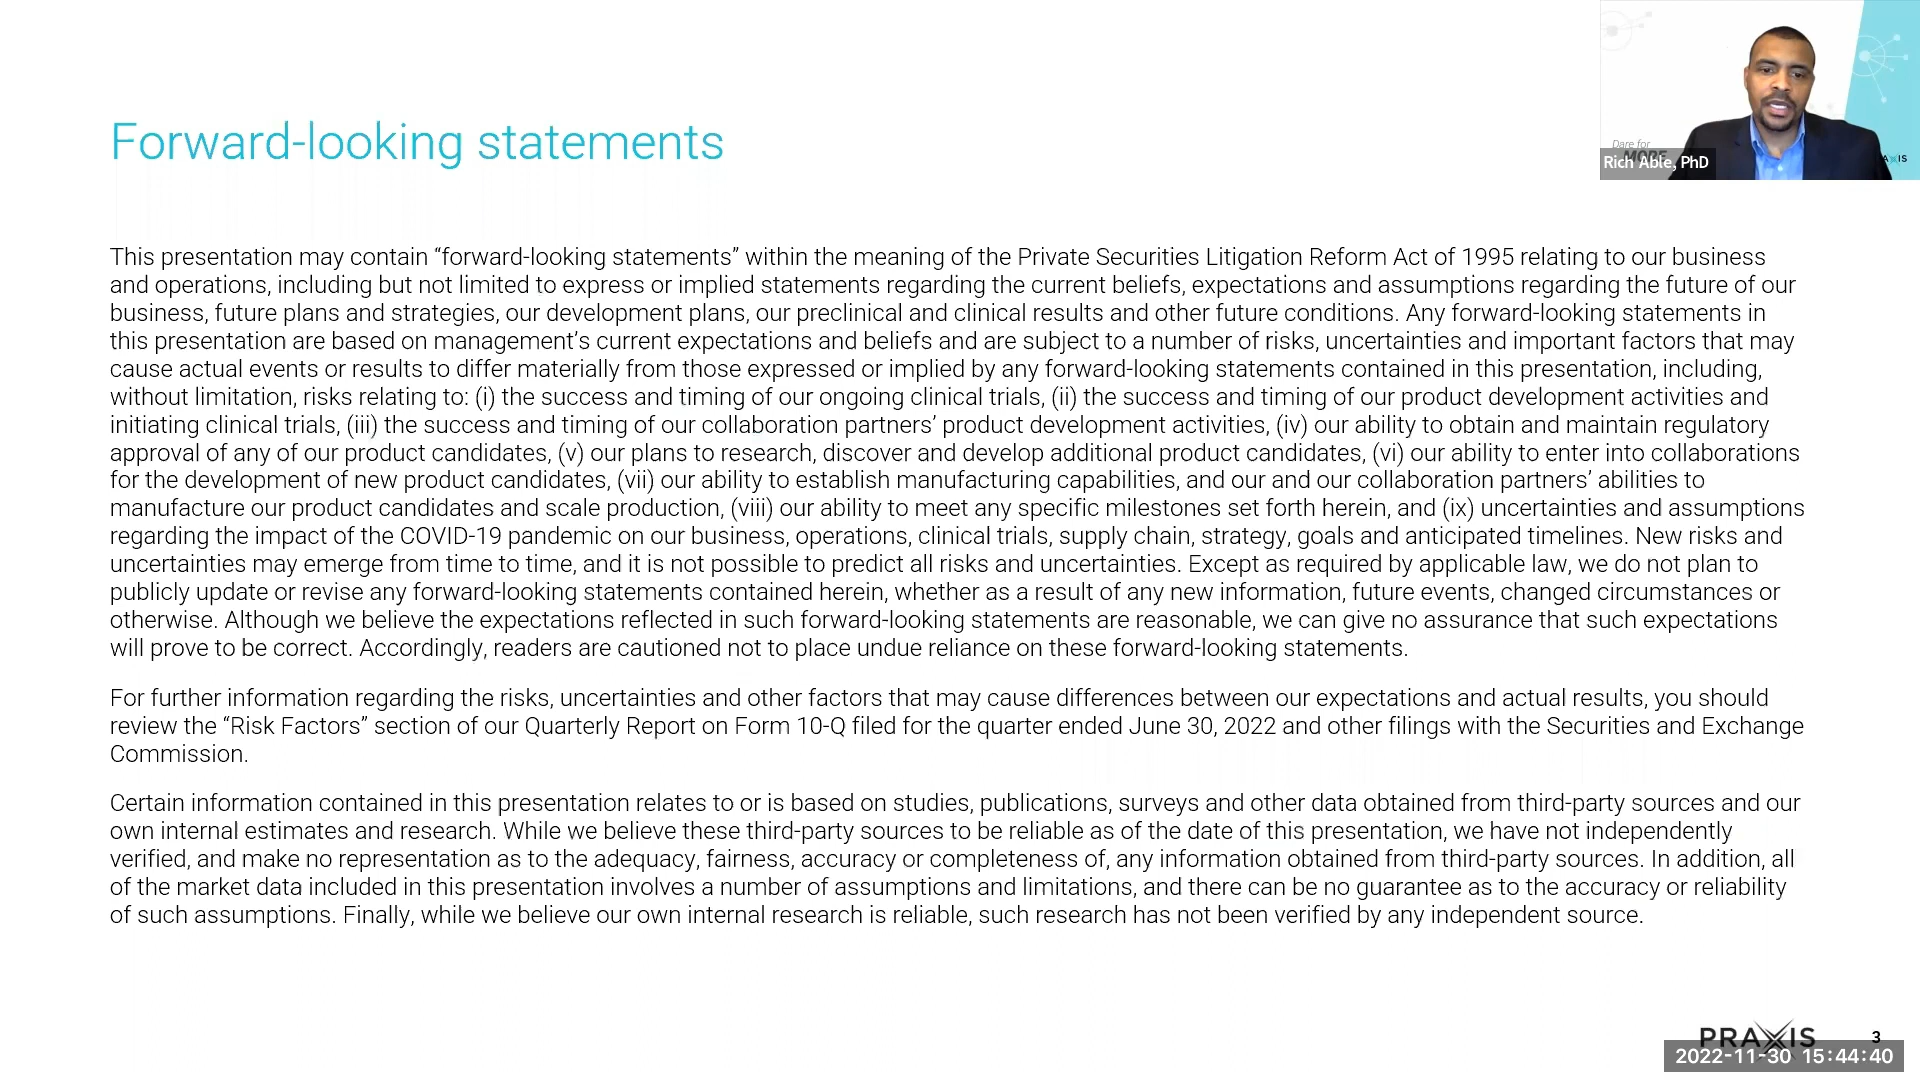 Forward-looking statements
Dare for
MORE
Rich Able, PhD
This presentation may contain “forward-looking statements” within the meaning of the Private Securities Litigation Reform Act of 1995 relating to our business
and operations, including but not limited to express or implied statements regarding the current beliefs, expectations and assumptions regarding the future of our
business, future plans and strategies, our development plans, our preclinical and clinical results and other future conditions. Any forward-looking statements in
this presentation are based on management’s current expectations and beliefs and are subject to a number of risks, uncertainties and important factors that may
cause actual events or results to differ materially from those expressed or implied by any forward-looking statements contained in this presentation, including,
without limitation, risks relating to: (i) the success and timing of our ongoing clinical trials, (ii) the success and timing of our product development activities and
initiating clinical trials, (iii) the success and timing of our collaboration partners’ product development activities, (iv) our ability to obtain and maintain regulatory
approval of any of our product candidates, (v) our plans to research, discover and develop additional product candidates, (vi) our ability to enter into collaborations
for the development of new product candidates, (vii) our ability to establish manufacturing capabilities, and our and our collaboration partners’ abilities to
manufacture our product candidates and scale production, (viii) our ability to meet any specific milestones set forth herein, and (ix) uncertainties and assumptions
regarding the impact of the COVID-19 pandemic on our business, operations, clinical trials, supply chain, strategy, goals and anticipated timelines. New risks and
uncertainties may emerge from time to time, and it is not possible to predict all risks and uncertainties. Except as required by applicable law, we do not plan to
publicly update or revise any forward-looking statements contained herein, whether as a result of any new information, future events, changed circumstances or
otherwise. Although we believe the expectations reflected in such forward-looking statements are reasonable, we can give no assurance that such expectations
will prove to be correct. Accordingly, readers are cautioned not to place undue reliance on these forward-looking statements.
For further information regarding the risks, uncertainties and other factors that may cause differences between our expectations and actual results, you should
review the “Risk Factors” section of our Quarterly Report on Form 10-Q filed for the quarter ended June 30, 2022 and other filings with the Securities and Exchange
Commission.
Certain information contained in this presentation relates to or is based on studies, publications, surveys and other data obtained from third-party sources and our
own internal estimates and research. While we believe these third-party sources to be reliable as of the date of this presentation, we have not independently
verified, and make no representation as to the adequacy, fairness, accuracy or completeness of, any information obtained from third-party sources. In addition, all
of the market data included in this presentation involves a number of assumptions and limitations, and there can be no guarantee as to the accuracy or reliability
of such assumptions. Finally, while we believe our own internal research is reliable, such research has not been verified by any independent source.
PRAXIS
3
2022-11-30 15:44:40